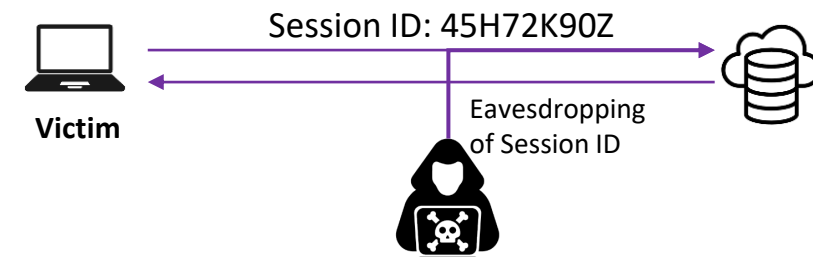 Session ID: 45H72K90Z
Victim
Eavesdropping
of Session ID